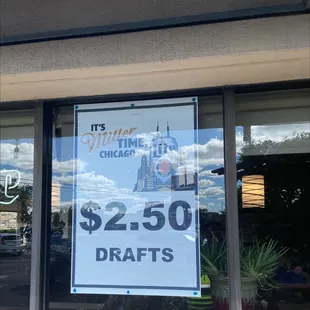 IT'S
Miller
TIME
CHICAGO
$2.50
DRAFTS